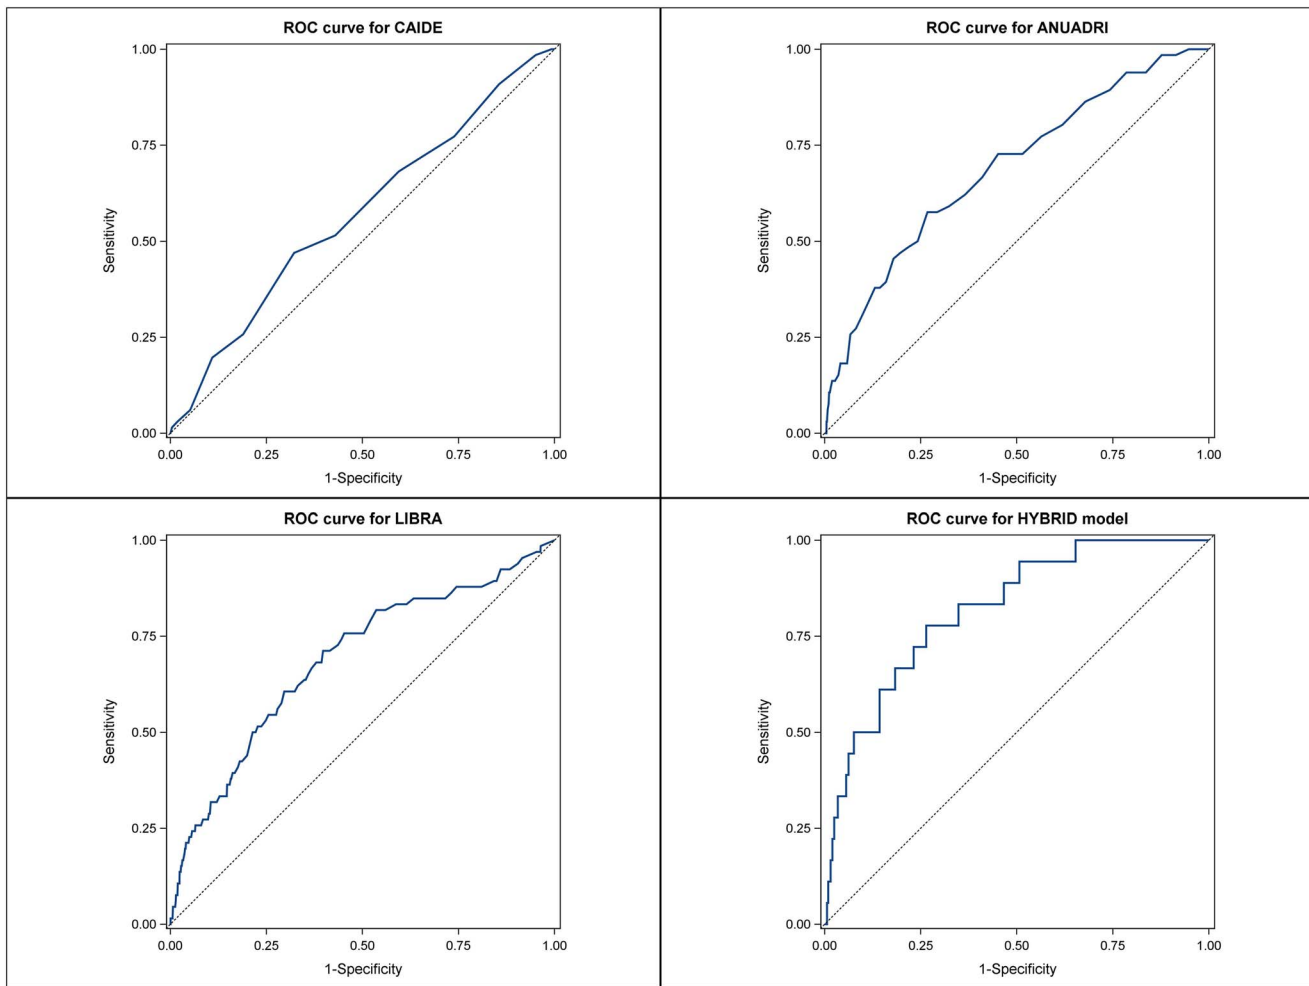 ROC curve for CAIDE
1.00
0.75
0.50
0.25
0.00
Sensitivity
0.00 0.25 0.50 0.75 1.00
1-Specificity
ROC curve for ANUADRI
1.00
0.75
0.50
0.25
0.00
Sensitivity
0.00 0.25 0.50 0.75 1.00
1-Specificity
ROC curve for LIBRA
1.00
0.75
0.50
0.25
0.00
Sensitivity
0.00 0.25 0.50 0.75 1.00
1-Specificity
ROC curve for HYBRID model
1.00
0.75
0.50
0.25
0.00
Sensitivity
0.00 0.25 0.50 0.75 1.00
1-Specificity